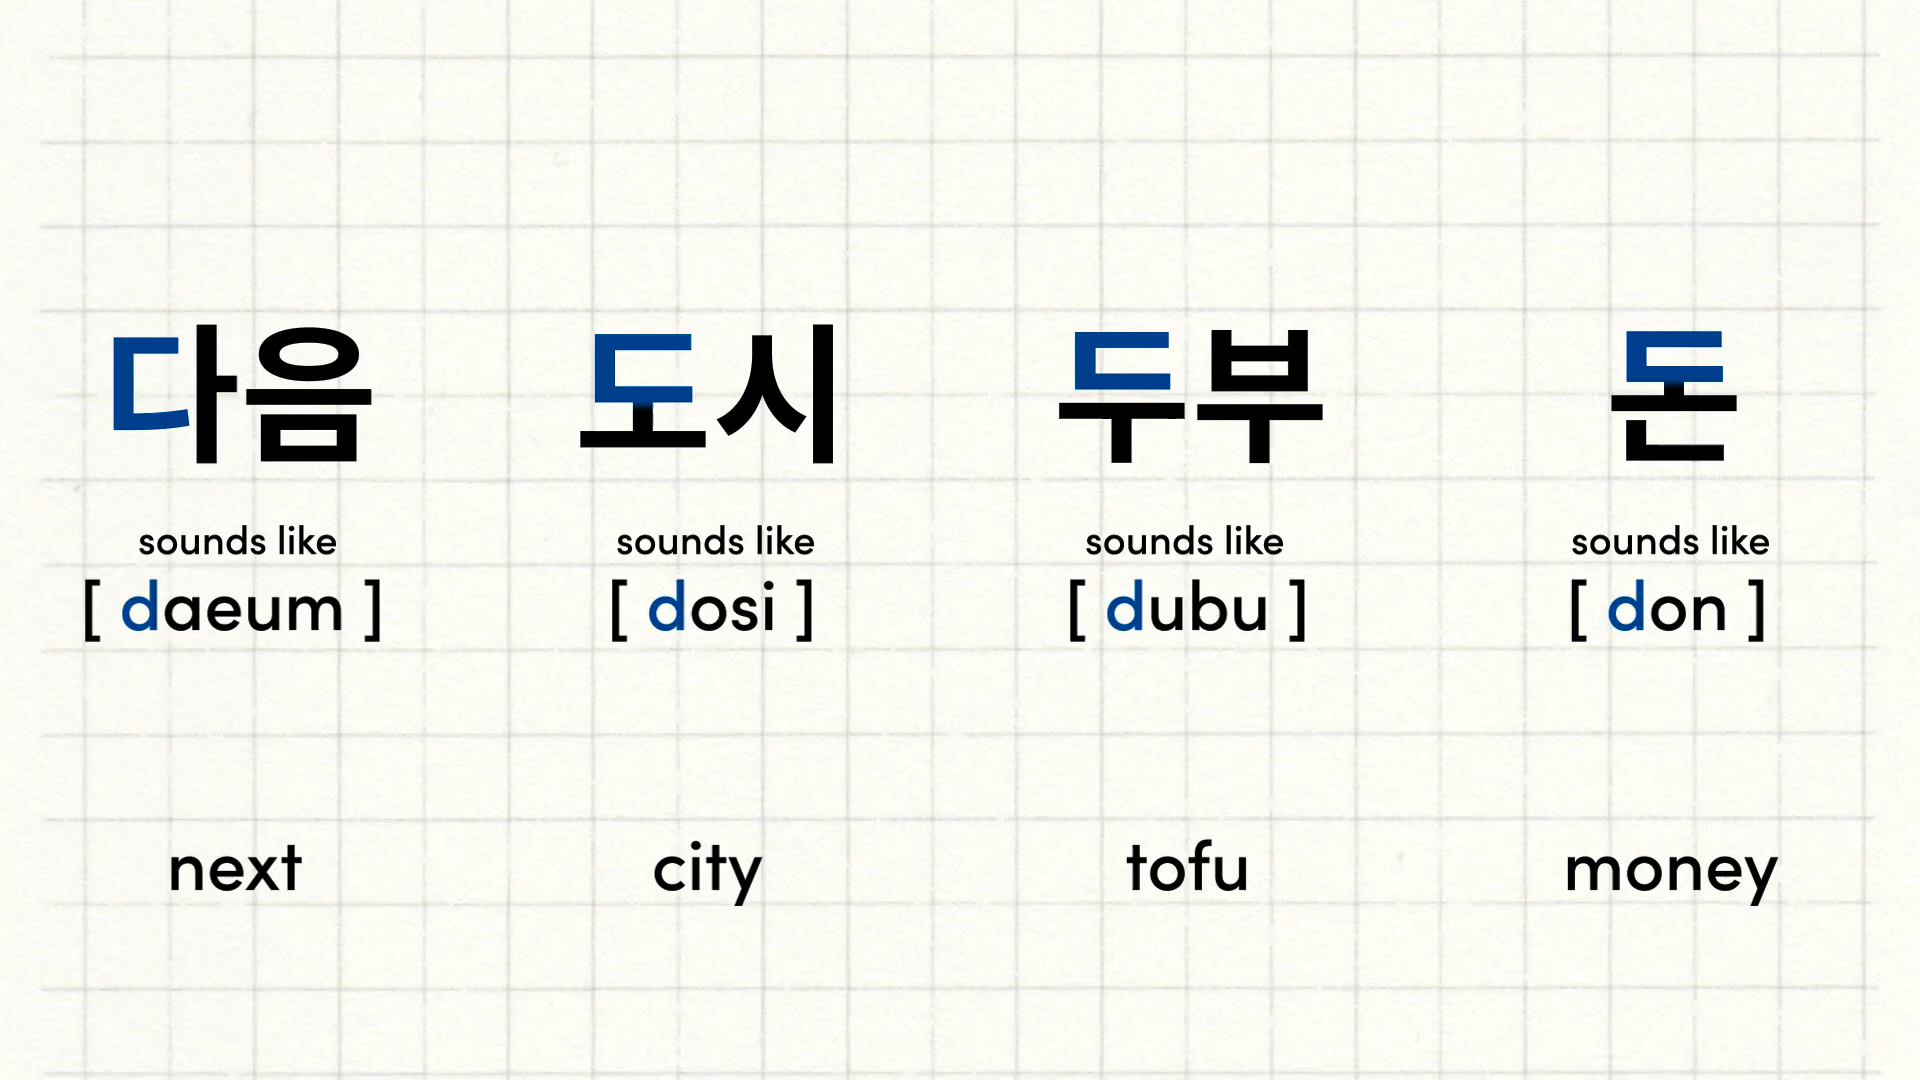 다음 도시 두부 돈
sounds like sounds like sounds like sounds like
[ daeum ] [ dosi ] [ dubu ] [ don ]
next city tofu money